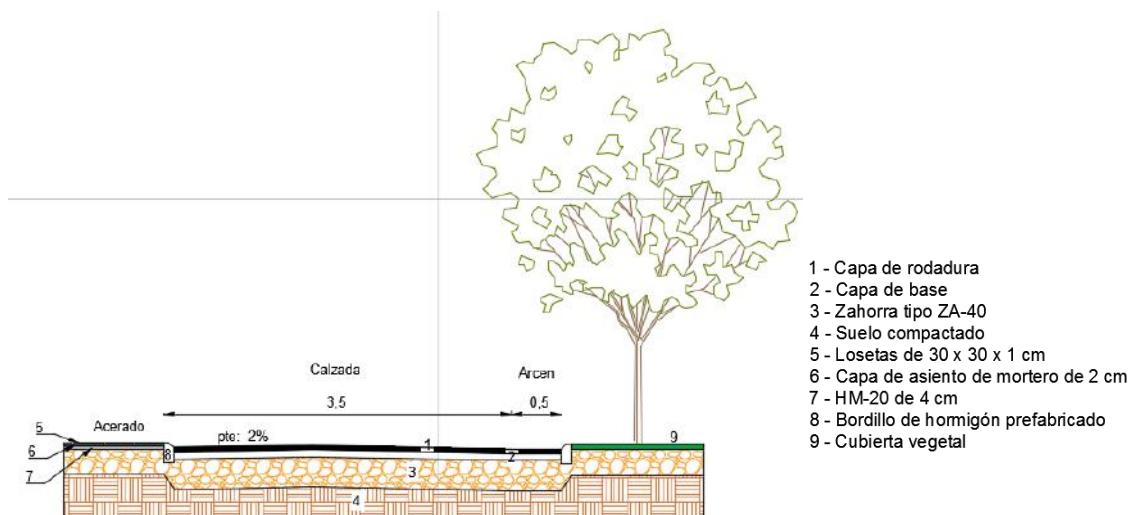 Calzada
Arcen
3,5
0,5
Acerado
pte: 2%
5
6
7
8
1
2
3
4
9
1 - Capa de rodadura
2 - Capa de base
3 - Zahorra tipo ZA-40
4 - Suelo compactado
5 - Losetas de 30 x 30 x 1 cm
6 - Capa de asiento de mortero de 2 cm
7 - HM-20 de 4 cm
8 - Bordillo de hormigón prefabricado
9 - Cubierta vegetal